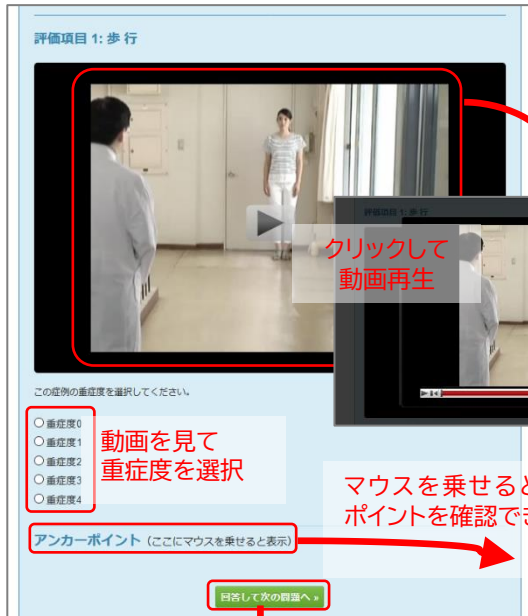 評価項目 1: 歩 行
評価項目 1: 歩 行
クリックして
動画再生
この症例の重症度を選択してください。
重症度0
重症度1
重症度2
重症度3
重症度4
動画を見て
重症度を選択
マウスを乗せると
ポイントを確認でき
アンカーポイント（ここにマウスを乗せると表示）
回答して次の問題へ »